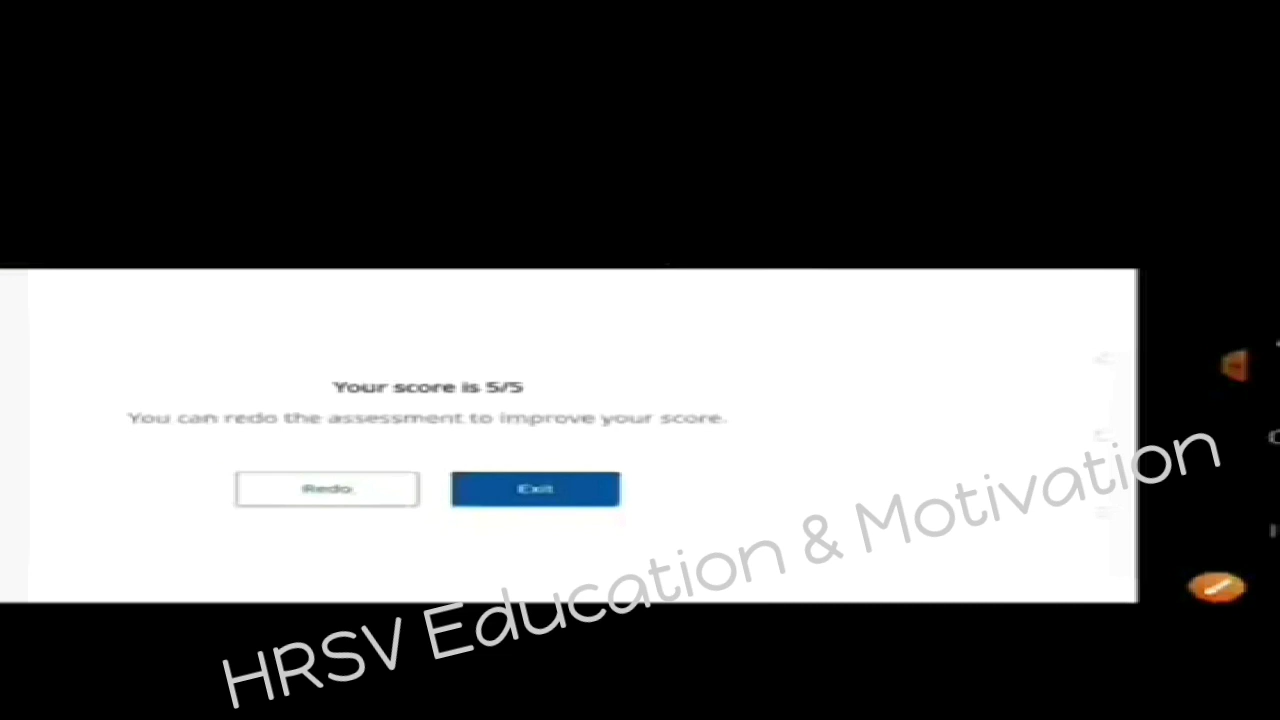 Your score is 5/5
You can redo the assessment to improve your score.
Redo
Exit
HRSV Education & Motivation